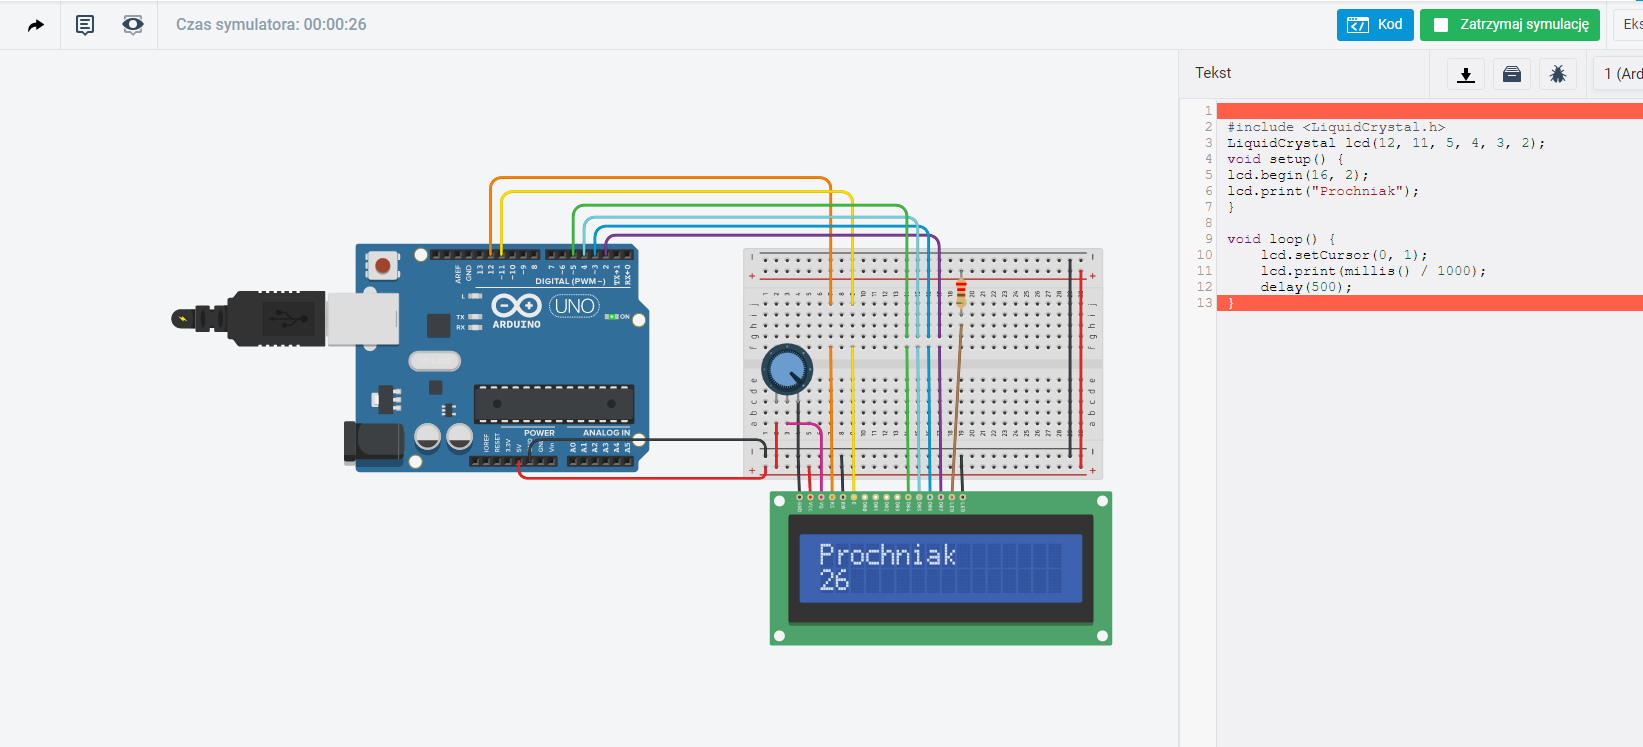 Czas symulatora: 00:00:26
Kod
Zatrzymaj symulację
Eks
Tekst
1 (Ard
1
2 #include <LiquidCrystal.h>
3 LiquidCrystal lcd(12, 11, 5, 4, 3, 2);
4 void setup() {
5 lcd.begin(16, 2);
6 lcd.print("Prochniak");
7 }
8
9 void loop() {
10 lcd.setCursor(0, 1);
11 lcd.print(millis() / 1000);
12 delay(500);
13 }
AREF GND 13 12 ~11 10 ~9 8 7 ~6 ~5 4 ~3 2 TX→1 RX←0
DIGITAL (PWM~)
L
TX
RX
ARDUINO
UNO
ON
POWER
ANALOG IN
IOREF RESET 3.3V 5V GND Vin A0 A1 A2 A3 A4 A5
Prochniak
26